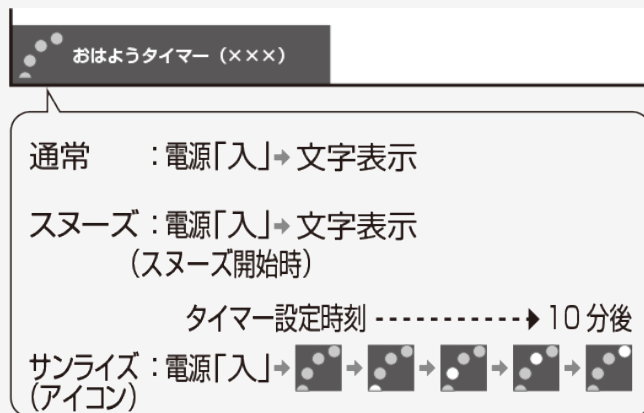 おはようタイマー（×××）
通常　　：電源「入」➔文字表示
スヌーズ：電源「入」➔文字表示
（スヌーズ開始時）
タイマー設定時刻 -----------▶10分後
サンライズ：電源「入」➔ ➔ ➔ ➔ ➔
（アイコン）